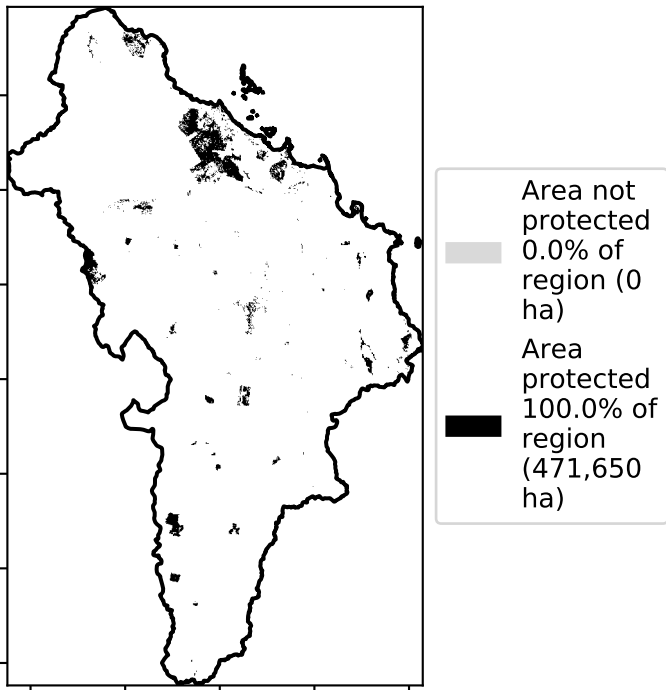 Area not
protected
0.0% of
region (0
ha)
Area
protected
100.0% of
region
(471,650
ha)